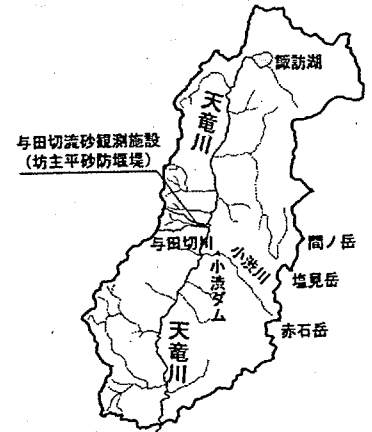 諏訪湖
天竜川
与田切流砂観測施設
(坊主平砂防堰堤)
与田切川
小渋川
間ノ岳
塩見岳
小渋ダム
赤石岳
天竜川